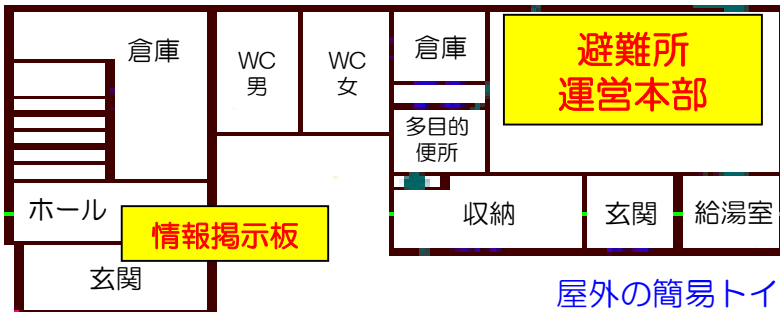 倉庫
WC
男
WC
女
倉庫
避難所
運営本部
多目的
便所
ホール
情報掲示板
収納
玄関
給湯室
玄関
屋外の簡易トイ